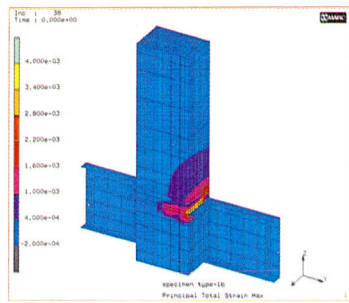 Inc : 38
Time : 0.000e+00
MARC
4.000e-03
3.400e-03
2.800e-03
2.200e-03
1.600e-03
1.000e-03
4.000e-04
-2.000e-04
specimen type-1b
Principal Total Strain Max
Z
X
Y